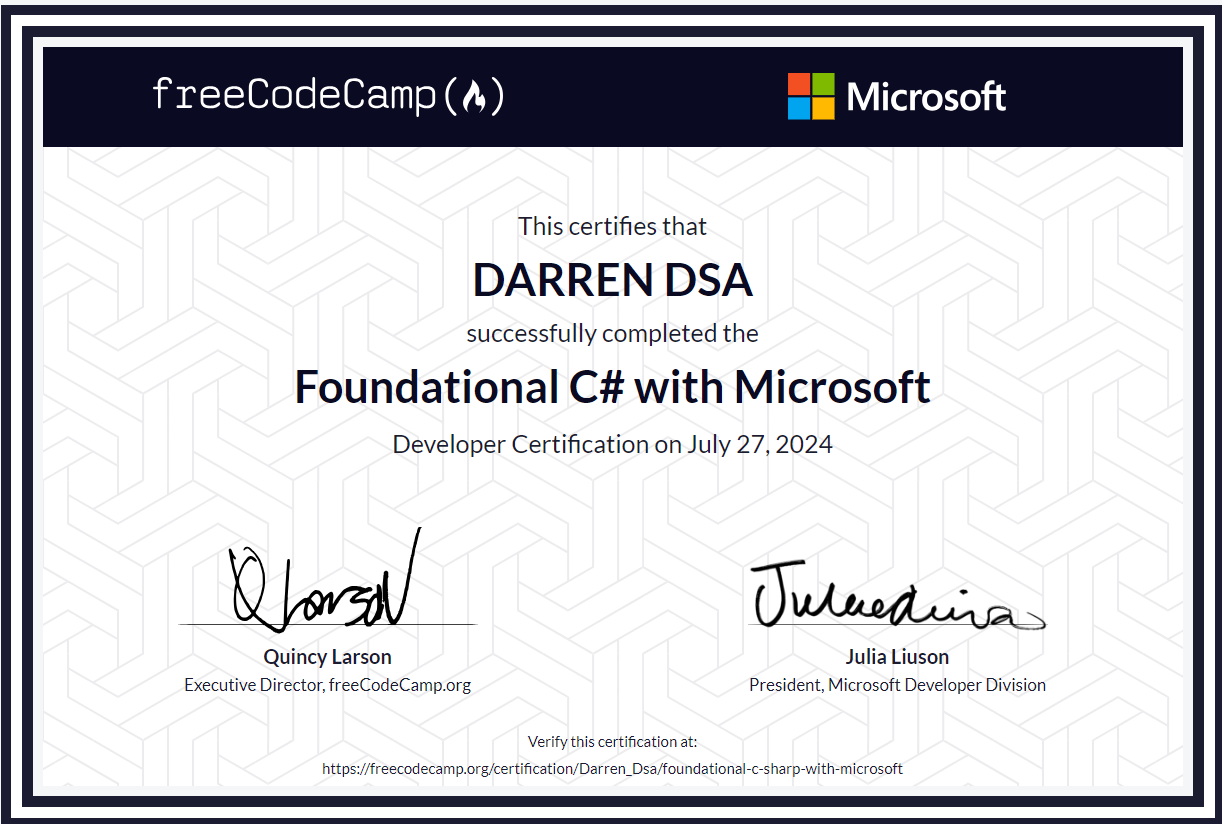 freeCodeCamp
Microsoft
This certifies that
DARREN DSA
successfully completed the
Foundational C# with Microsoft
Developer Certification on July 27, 2024
Quincy Larson
Executive Director, freeCodeCamp.org
Julia Liuson
President, Microsoft Developer Division
Verify this certification at:
https://freecodecamp.org/certification/Darren_Dsa/foundational-c-sharp-with-microsoft